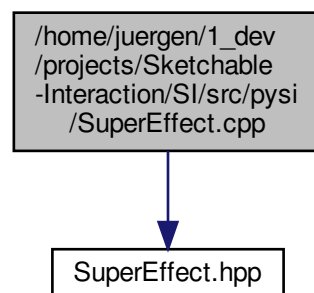 /home/juergen/1_dev
/projects/Sketchable
-Interaction/SI/src/pysi
/SuperEffect.cpp
SuperEffect.hpp